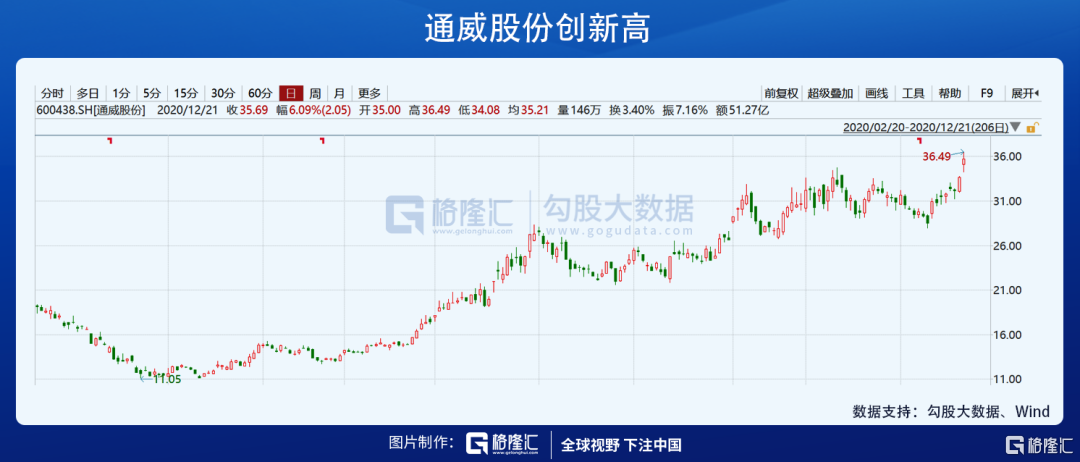 通威股份创新高
分时 多日 1分 5分 15分 30分 60分 日 周 月 更多 前复权 超级叠加 画线 工具 帮助 F9 展开
600438.SH[通威股份] 2020/12/21 收35.69 幅6.09%(2.05) 开35.00 高36.49 低34.08 均35.21 量146万 换3.40% 振7.16% 额51.27亿
2020/02/20-2020/12/21(206日)
36.49
36.00
31.00
26.00
21.00
16.00
11.00
11.05
格隆汇 勾股大数据
www.gelonghui.com www.gogudata.com
数据支持：勾股大数据、Wind
图片制作： 格隆汇 全球视野 下注中国
www.gelonghui.com
格隆汇